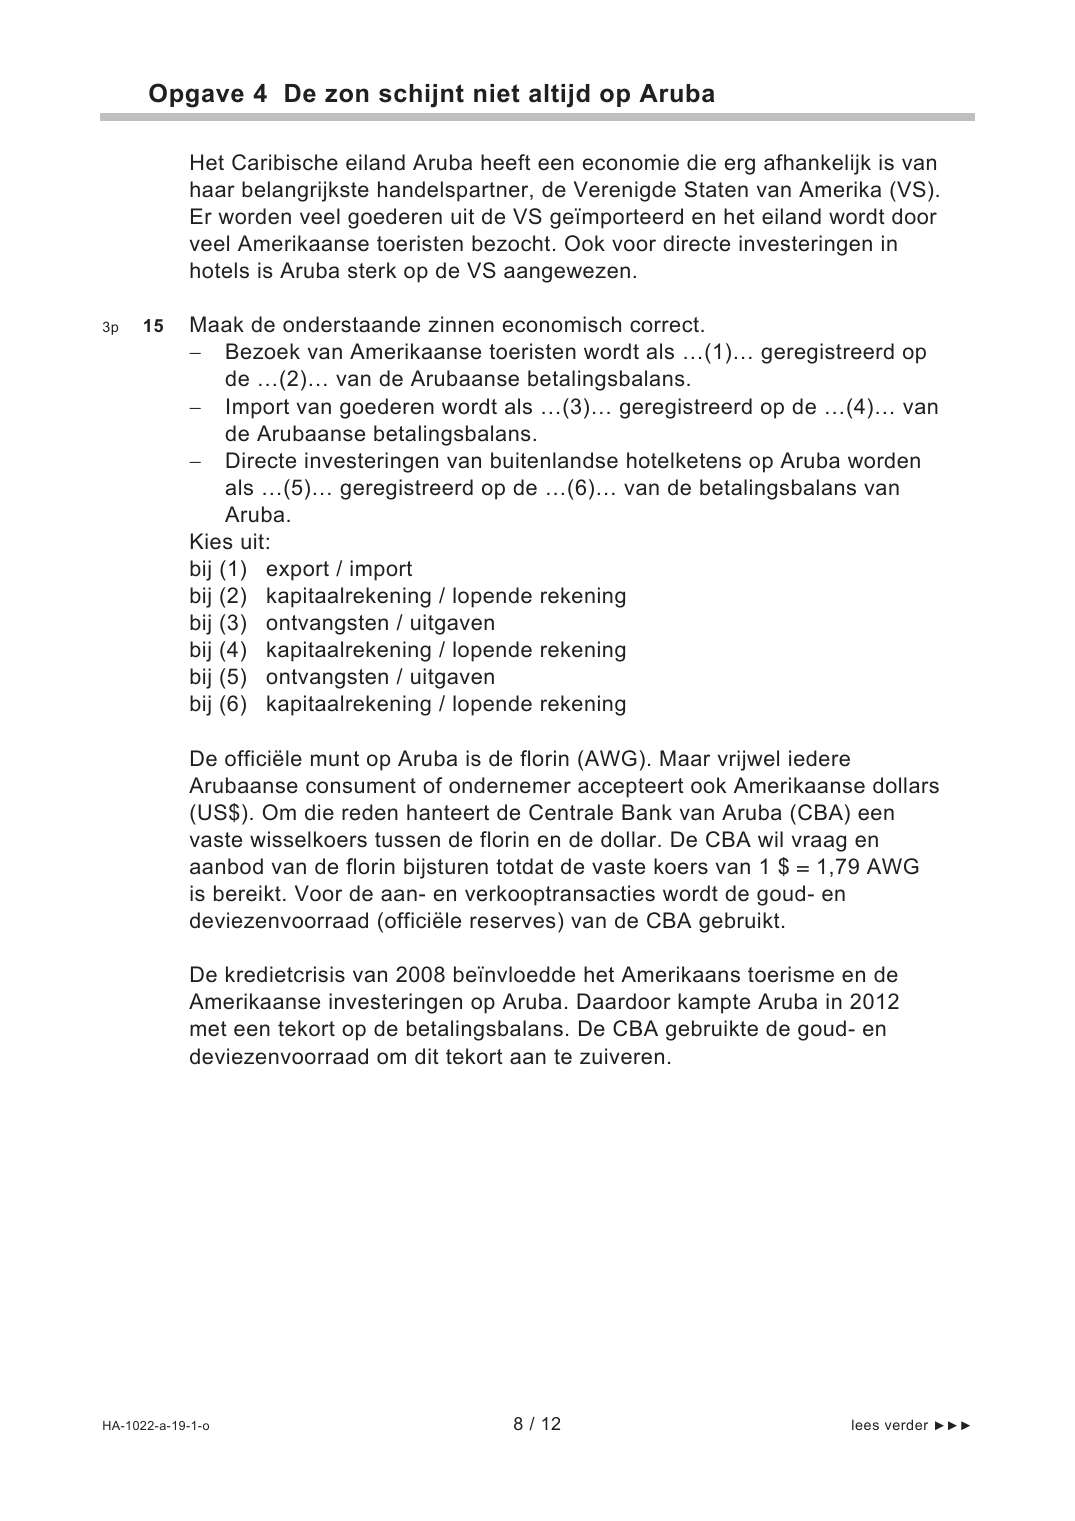 Opgave 4 De zon schijnt niet altijd op Aruba
Het Caribische eiland Aruba heeft een economie die erg afhankelijk is van
haar belangrijkste handelspartner, de Verenigde Staten van Amerika (VS).
Er worden veel goederen uit de VS geïmporteerd en het eiland wordt door
veel Amerikaanse toeristen bezocht. Ook voor directe investeringen in
hotels is Aruba sterk op de VS aangewezen.
3p 15 Maak de onderstaande zinnen economisch correct.
– Bezoek van Amerikaanse toeristen wordt als …(1)… geregistreerd op
de …(2)… van de Arubaanse betalingsbalans.
– Import van goederen wordt als …(3)… geregistreerd op de …(4)… van
de Arubaanse betalingsbalans.
– Directe investeringen van buitenlandse hotelketens op Aruba worden
als …(5)… geregistreerd op de …(6)… van de betalingsbalans van
Aruba.
Kies uit:
bij (1) export / import
bij (2) kapitaalrekening / lopende rekening
bij (3) ontvangsten / uitgaven
bij (4) kapitaalrekening / lopende rekening
bij (5) ontvangsten / uitgaven
bij (6) kapitaalrekening / lopende rekening
De officiële munt op Aruba is de florin (AWG). Maar vrijwel iedere
Arubaanse consument of ondernemer accepteert ook Amerikaanse dollars
(US$). Om die reden hanteert de Centrale Bank van Aruba (CBA) een
vaste wisselkoers tussen de florin en de dollar. De CBA wil vraag en
aanbod van de florin bijsturen totdat de vaste koers van 1 $ = 1,79 AWG
is bereikt. Voor de aan- en verkooptransacties wordt de goud- en
deviezenvoorraad (officiële reserves) van de CBA gebruikt.
De kredietcrisis van 2008 beïnvloedde het Amerikaans toerisme en de
Amerikaanse investeringen op Aruba. Daardoor kampte Aruba in 2012
met een tekort op de betalingsbalans. De CBA gebruikte de goud- en
deviezenvoorraad om dit tekort aan te zuiveren.
HA-1022-a-19-1-o 8 / 12 lees verder ►►►